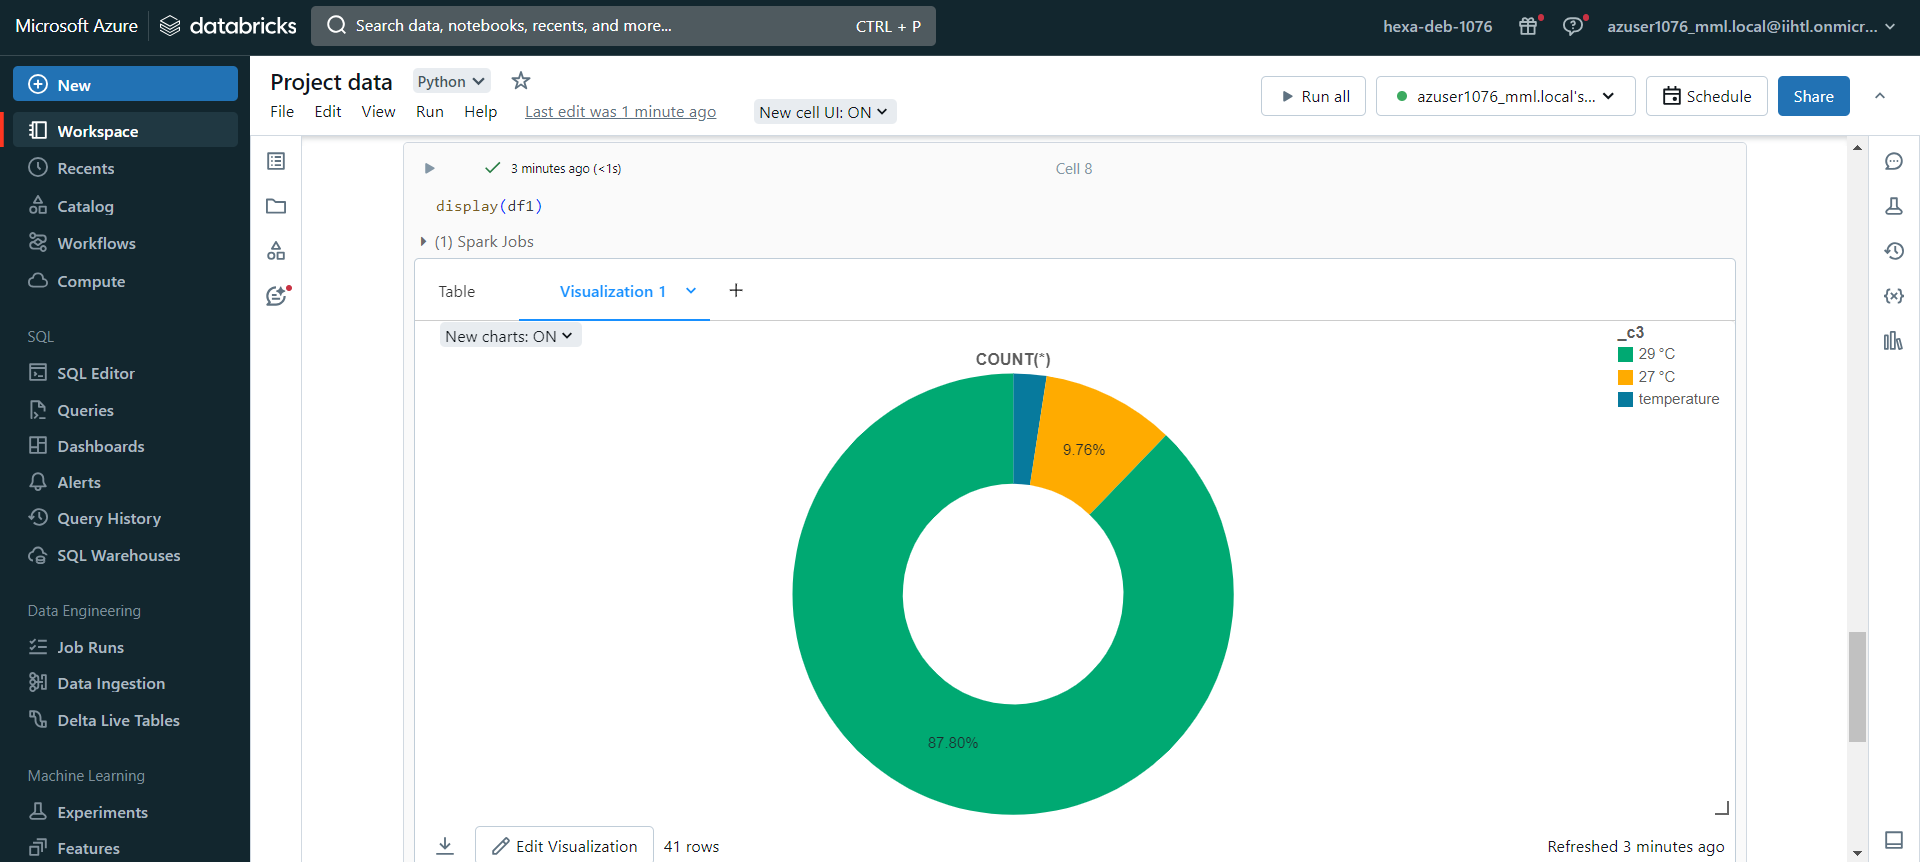 Microsoft Azure databricks Search data, notebooks, recents, and more... CTRL + P hexa-deb-1076 azuser1076_mml.local@iihtl.onmicr...
New
Workspace
Recents
Catalog
Workflows
Compute
SQL
SQL Editor
Queries
Dashboards
Alerts
Query History
SQL Warehouses
Data Engineering
Job Runs
Data Ingestion
Delta Live Tables
Machine Learning
Experiments
Features
Project data Python
File Edit View Run Help Last edit was 1 minute ago New cell UI: ON
Run all azuser1076_mml.local's... Schedule Share
3 minutes ago (<1s) Cell 8
display(df1)
(1) Spark Jobs
Table Visualization 1 +
New charts: ON
COUNT(*)
_c3
29 °C
27 °C
temperature
9.76%
87.80%
Edit Visualization 41 rows Refreshed 3 minutes ago